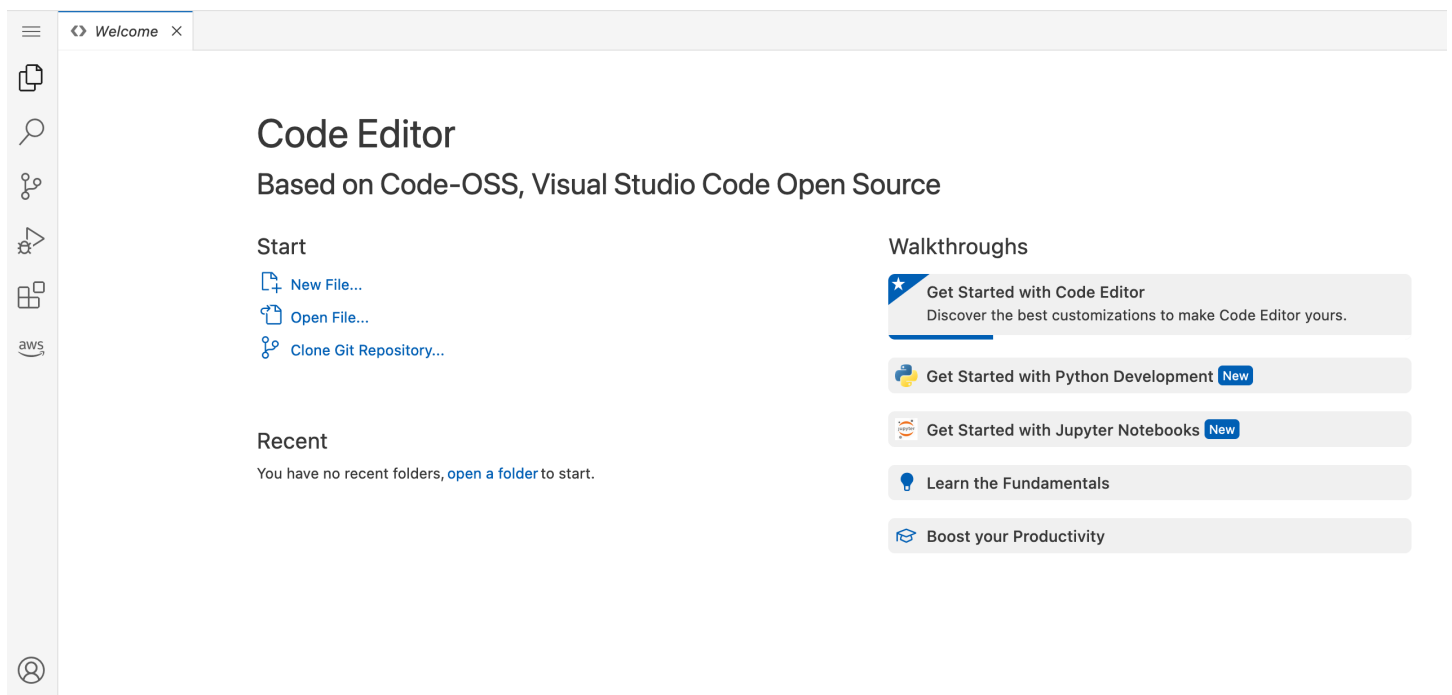 Welcome
Code Editor
Based on Code-OSS, Visual Studio Code Open Source
Start
New File...
Open File...
Clone Git Repository...
Recent
You have no recent folders, open a folder to start.
Walkthroughs
Get Started with Code Editor
Discover the best customizations to make Code Editor yours.
Get Started with Python Development New
jupyter
Get Started with Jupyter Notebooks New
Learn the Fundamentals
Boost your Productivity
aws